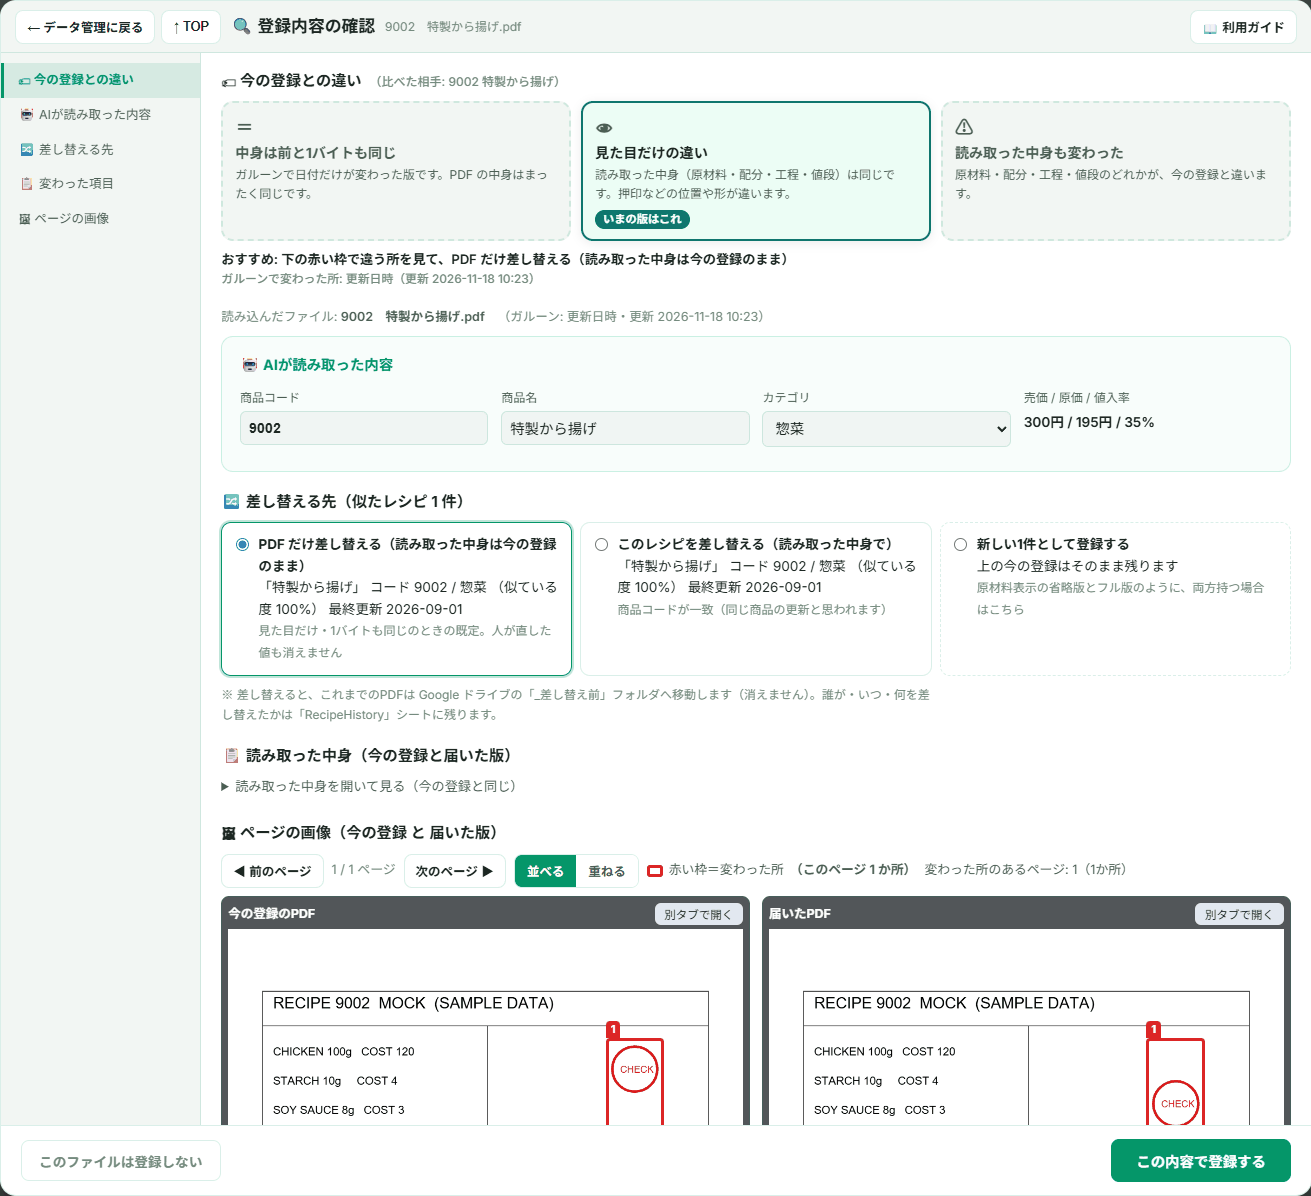 ←データ管理に戻る
↑TOP
登録内容の確認
9002 特製から揚げ.pdf
利用ガイド
今の登録との違い
AIが読み取った内容
差し替える先
変わった項目
ページの画像
今の登録との違い (比べた相手: 9002 特製から揚げ)
中身は前と1バイトも同じ
ガルーンで日付だけが変わった版です。PDF の中身はまっ
たく同じです。
見た目だけの違い
読み取った中身(原材料・配分・工程・値段)は同じで
す。押印などの位置や形が違います。
いまの版はこれ
読み取った中身も変わった
原材料・配分・工程・値段のどれかが、今の登録と違いま
す。
おすすめ: 下の赤い枠で違う所を見て、PDF だけ差し替える(読み取った中身は今の登録のまま)
ガルーンで変わった所: 更新日時(更新 2026-11-18 10:23)
読み込んだファイル: 9002 特製から揚げ.pdf (ガルーン: 更新日時・更新 2026-11-18 10:23)
AIが読み取った内容
商品コード
9002
商品名
特製から揚げ
カテゴリ
惣菜
売価 / 原価 / 値入率
300円 / 195円 / 35%
差し替える先(似たレシピ 1 件)
PDF だけ差し替える(読み取った中身は今の登録
のまま)
「特製から揚げ」 コード 9002 / 惣菜 (似ている
度 100%) 最終更新 2026-09-01
見た目だけ・1バイトも同じのときの既定。人が直した
値も消えません
このレシピを差し替える(読み取った中身で)
「特製から揚げ」 コード 9002 / 惣菜 (似ている
度 100%) 最終更新 2026-09-01
商品コードが一致(同じ商品の更新と思われます)
新しい1件として登録する
上の今の登録はそのまま残ります
原材料表示の省略版とフル版のように、両方持つ場合
はこちら
※ 差し替えると、これまでのPDFは Google ドライブの「_差し替え前」フォルダへ移動します(消えません)。誰が・いつ・何を差
し替えたかは「RecipeHistory」シートに残ります。
読み取った中身(今の登録と届いた版)
▶ 読み取った中身を開いて見る(今の登録と同じ)
ページの画像(今の登録 と 届いた版)
◀ 前のページ
1 / 1 ページ
次のページ ▶
並べる
重ねる
赤い枠=変わった所 (このページ 1 か所) 変わった所のあるページ: 1(1か所)
今の登録のPDF
別タブで開く
RECIPE 9002 MOCK (SAMPLE DATA)
1
CHICKEN 100g COST 120
CHECK
STARCH 10g COST 4
SOY SAUCE 8g COST 3
届いたPDF
別タブで開く
RECIPE 9002 MOCK (SAMPLE DATA)
1
CHICKEN 100g COST 120
STARCH 10g COST 4
CHECK
SOY SAUCE 8g COST 3
このファイルは登録しない
この内容で登録する